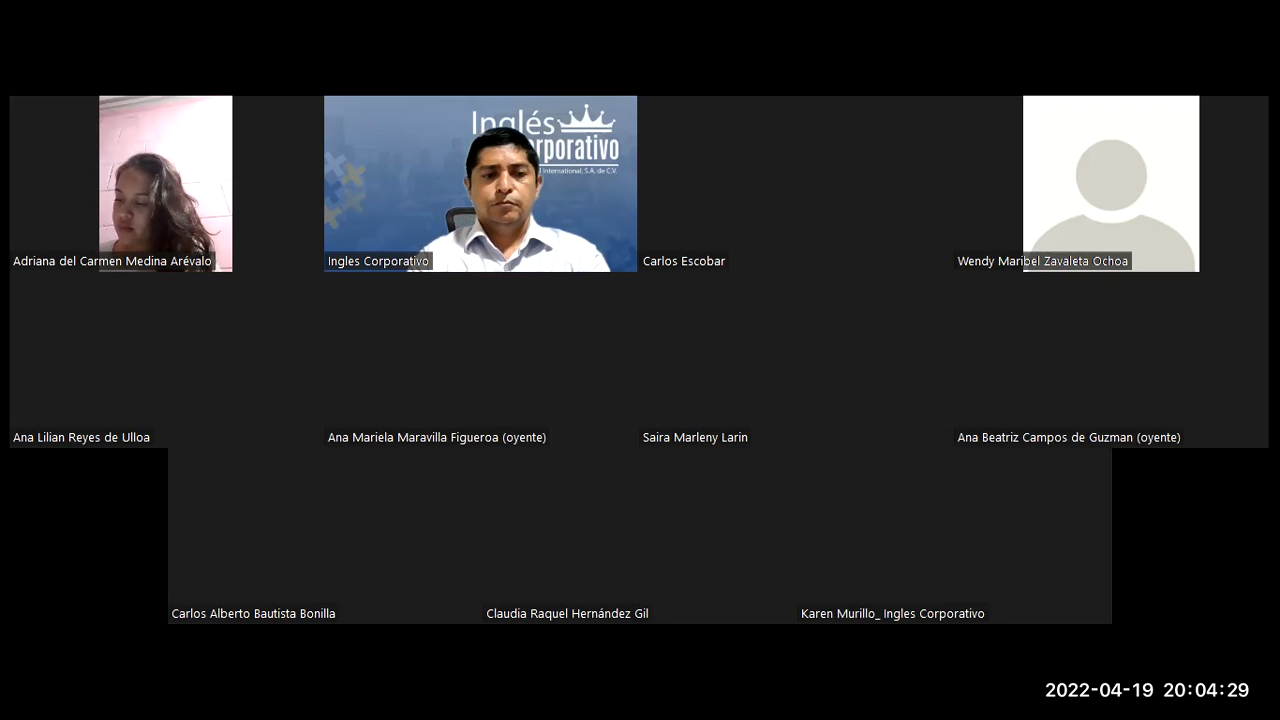 Inglés
rporativo
l International, S.A. de C.V.
Adriana del Carmen Medina Arévalo
Ingles Corporativo
Carlos Escobar
Wendy Maribel Zavaleta Ochoa
Ana Lilian Reyes de Ulloa
Ana Mariela Maravilla Figueroa (oyente)
Saira Marleny Larin
Ana Beatriz Campos de Guzman (oyente)
Carlos Alberto Bautista Bonilla
Claudia Raquel Hernández Gil
Karen Murillo_ Ingles Corporativo
2022-04-19 20:04:29